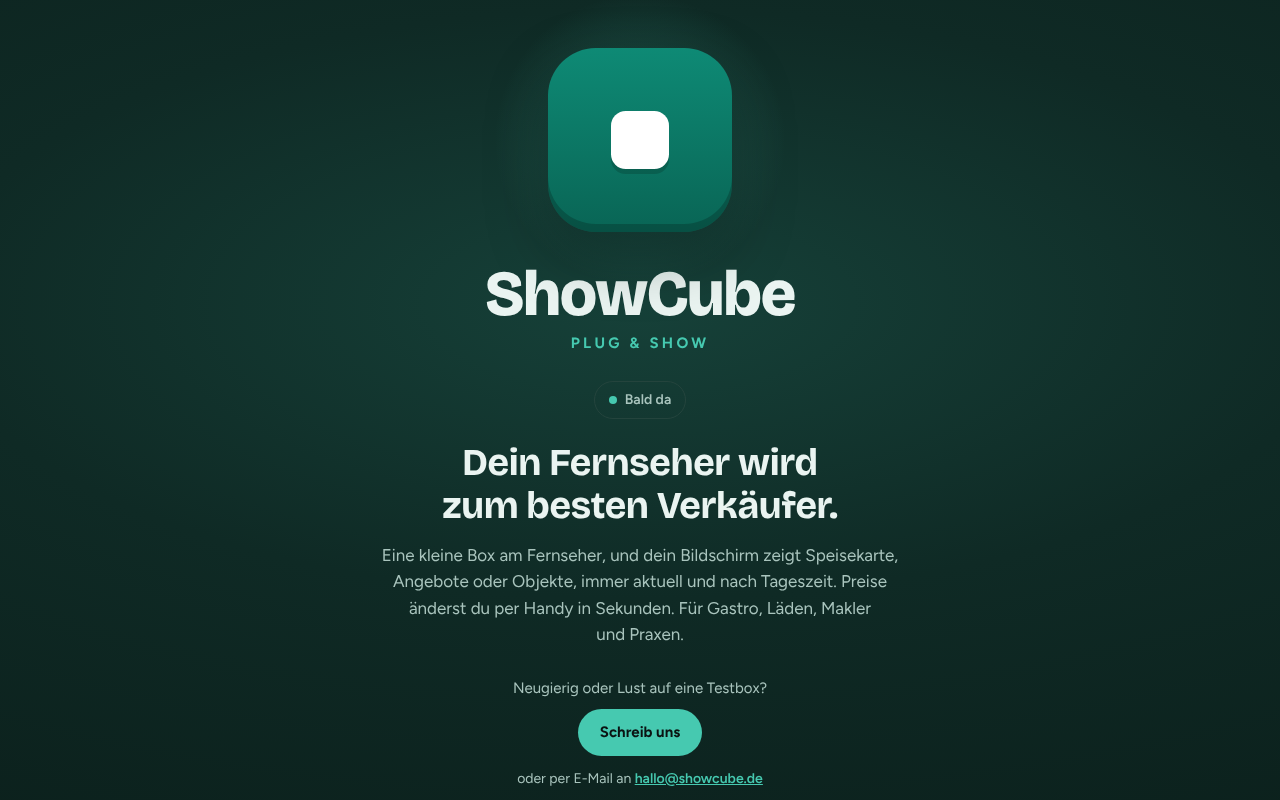 ShowCube
PLUG & SHOW
Bald da
Dein Fernseher wird
zum besten Verkäufer.
Eine kleine Box am Fernseher, und dein Bildschirm zeigt Speisekarte,
Angebote oder Objekte, immer aktuell und nach Tageszeit. Preise
änderst du per Handy in Sekunden. Für Gastro, Läden, Makler
und Praxen.
Neugierig oder Lust auf eine Testbox?
Schreib uns
oder per E-Mail an hallo@showcube.de